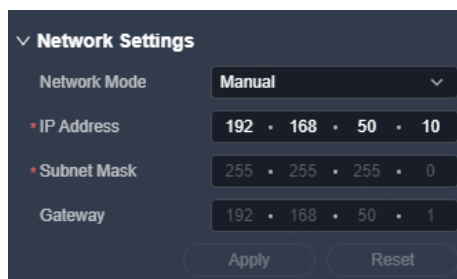 Network Settings
Network Mode Manual
*IP Address 192 • 168 • 50 • 10
*Subnet Mask 255 • 255 • 255 • 0
Gateway 192 • 168 • 50 • 1
Apply Reset